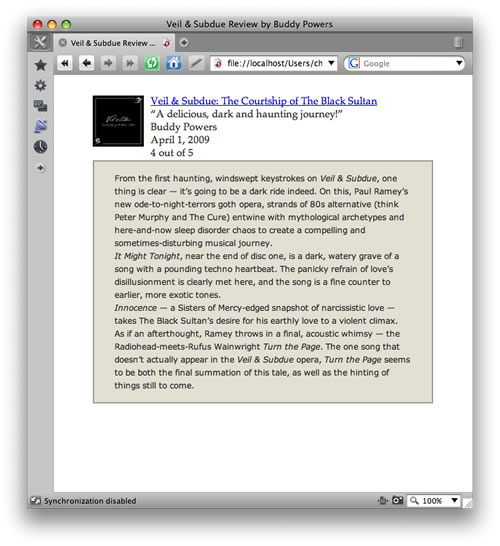 Veil & Subdue Review by Buddy Powers
Veil & Subdue Review ...
file://localhost/Users/ch
Google
Veil & Subdue: The Courtship of The Black Sultan
“A delicious, dark and haunting journey!”
Buddy Powers
April 1, 2009
4 out of 5
From the first haunting, windswept keystrokes on Veil & Subdue, one
thing is clear — it’s going to be a dark ride indeed. On this, Paul Ramey’s
new ode-to-night-terrors goth opera, strands of 80s alternative (think
Peter Murphy and The Cure) entwine with mythological archetypes and
here-and-now sleep disorder chaos to create a compelling and
sometimes-disturbing musical journey.
It Might Tonight, near the end of disc one, is a dark, watery grave of a
song with a pounding techno heartbeat. The panicky refrain of love’s
disillusionment is clearly met here, and the song is a fine counter to
earlier, more exotic tones.
Innocence — a Sisters of Mercy-edged snapshot of narcissistic love —
takes The Black Sultan’s desire for his earthly love to a violent climax.
As if an afterthought, Ramey throws in a final, acoustic whimsy — the
Radiohead-meets-Rufus Wainwright Turn the Page. The one song that
doesn’t actually appear in the Veil & Subdue opera, Turn the Page seems
to be both the final summation of this tale, as well as the hinting of
things still to come.
Synchronization disabled
100%